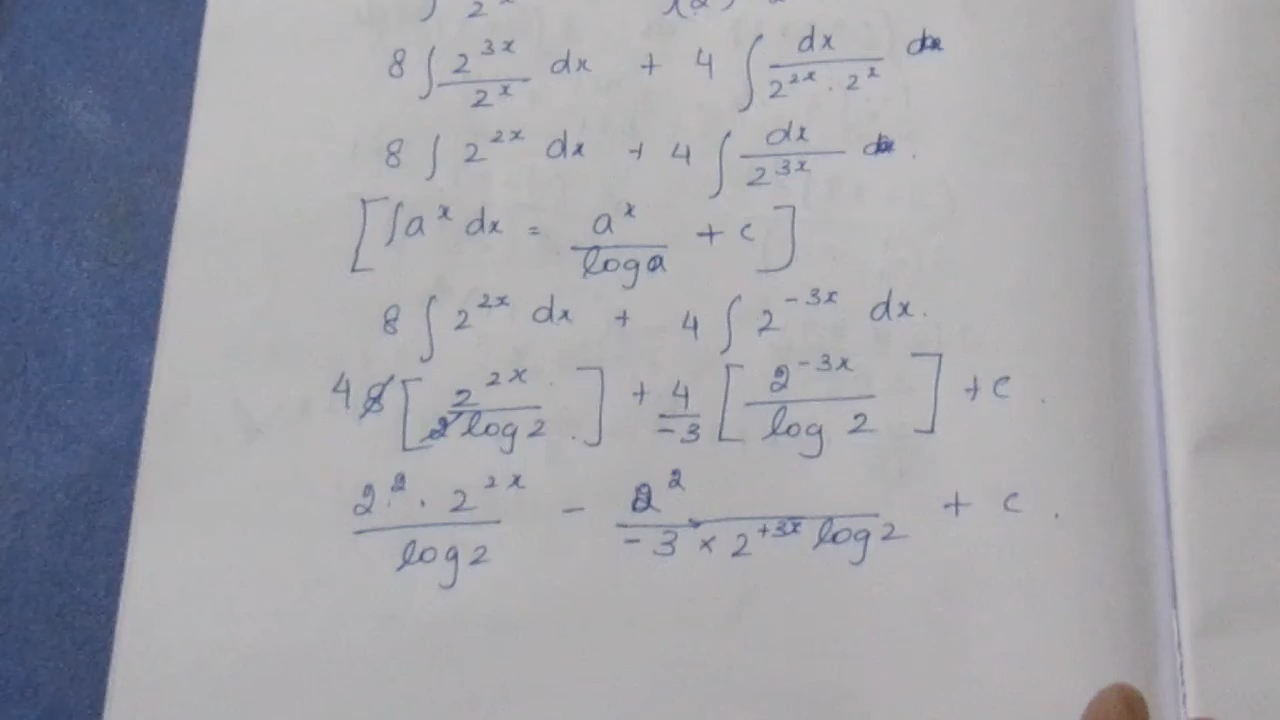 8 ∫ 2^{3x} / 2^x dx + 4 ∫ dx / 2^{2x} . 2^x dx
8 ∫ 2^{2x} dx + 4 ∫ dx / 2^{3x} dx.
[∫ a^x dx = a^x / log a + c]
8 ∫ 2^{2x} dx + 4 ∫ 2^{-3x} dx.
4 8 [2^{2x} / 2 log 2.] + 4 / -3 [2^{-3x} / log 2] + c.
2^2 . 2^{2x} / log 2 - 2^2 / -3 × 2^{+3x} log 2 + c.